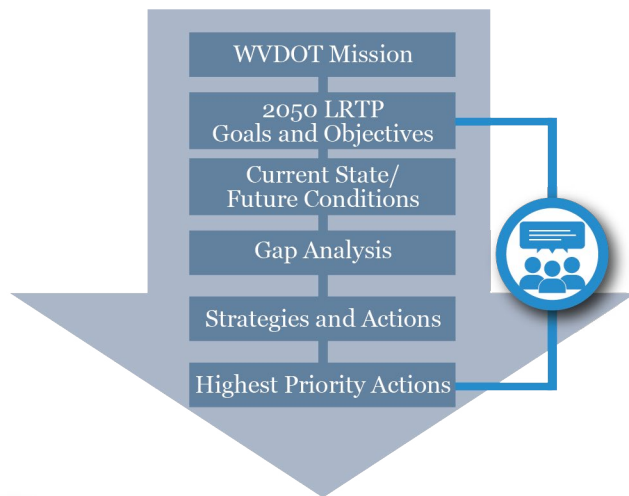 WVDOT Mission
2050 LRTP
Goals and Objectives
Current State/
Future Conditions
Gap Analysis
Strategies and Actions
Highest Priority Actions